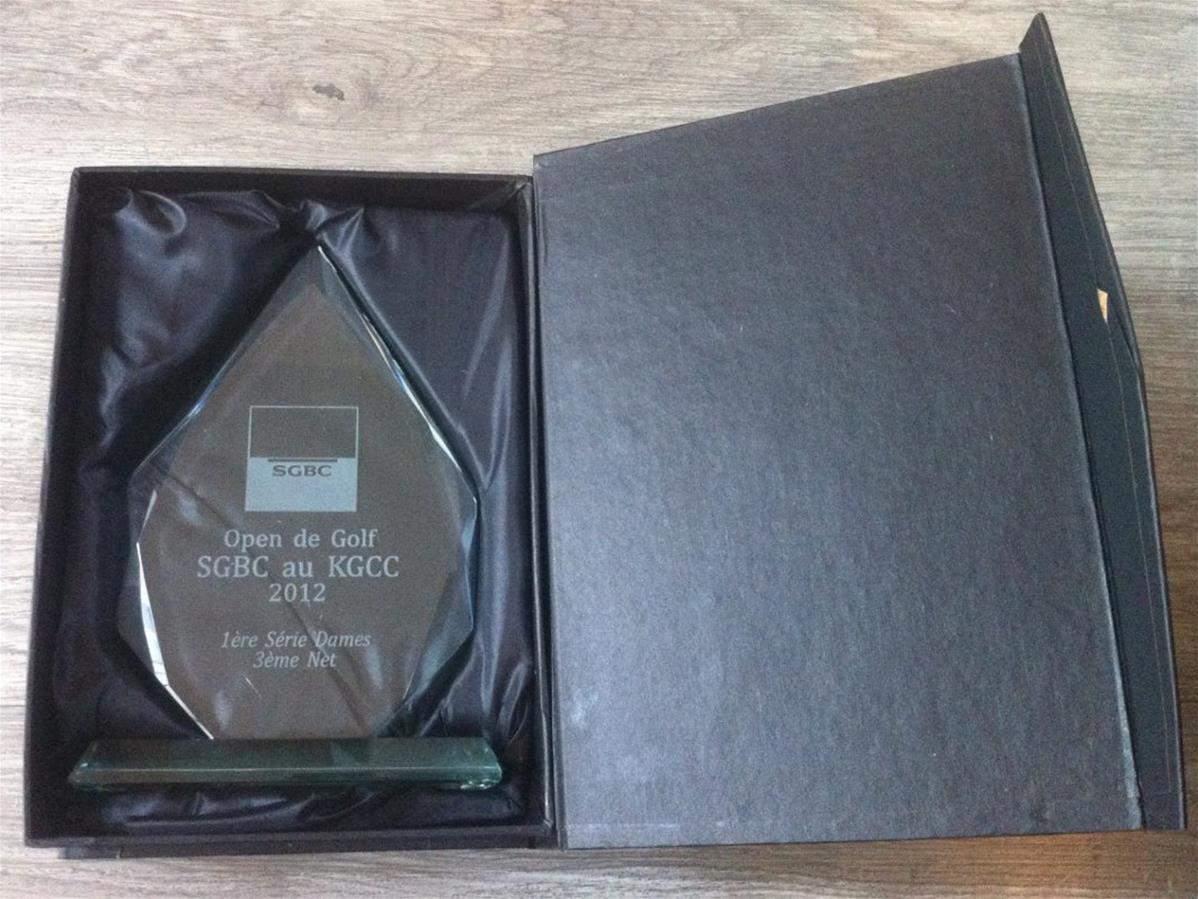 SGBC
Open de Golf
SGBC au KGCC
2012
1ère Série Dames
3ème Net